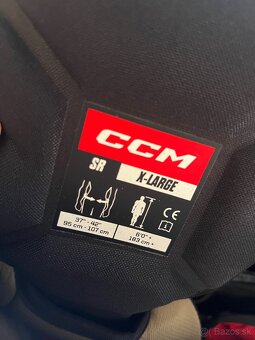 CCM
SR
X-LARGE
37" - 42"
95 cm - 107 cm
6'0" +
183 cm +
CE
Bazos.sk